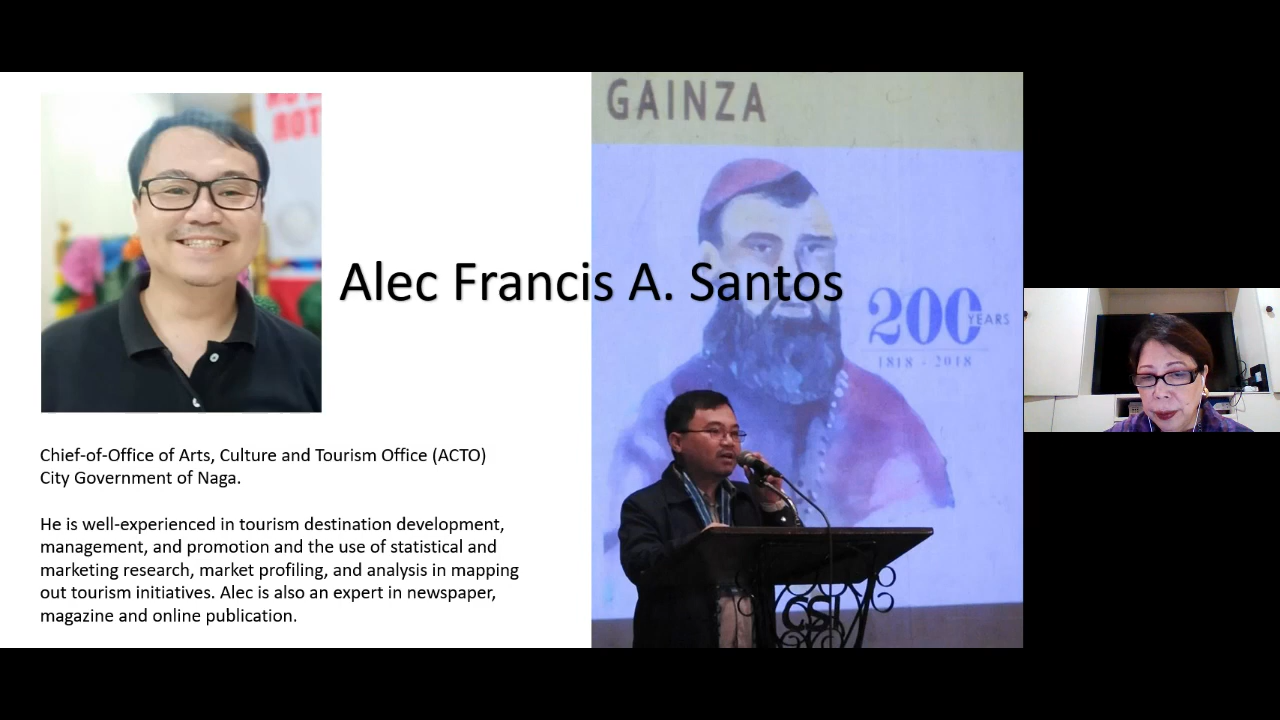 GAINZA
Alec Francis A. Santos
200
YEARS
1818 - 2018
Chief-of-Office of Arts, Culture and Tourism Office (ACTO)
City Government of Naga.
He is well-experienced in tourism destination development,
management, and promotion and the use of statistical and
marketing research, market profiling, and analysis in mapping
out tourism initiatives. Alec is also an expert in newspaper,
magazine and online publication.
CSI